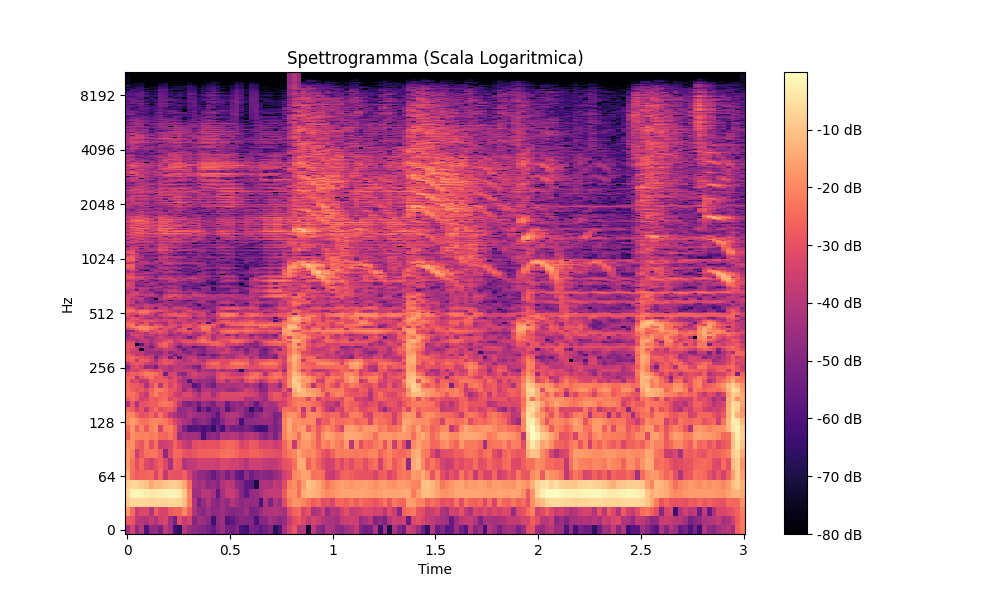 Spettrogramma (Scala Logaritmica)
8192
4096
2048
1024
512
256
128
64
0
Hz
0
0.5
1
1.5
2
2.5
3
Time
-10 dB
-20 dB
-30 dB
-40 dB
-50 dB
-60 dB
-70 dB
-80 dB